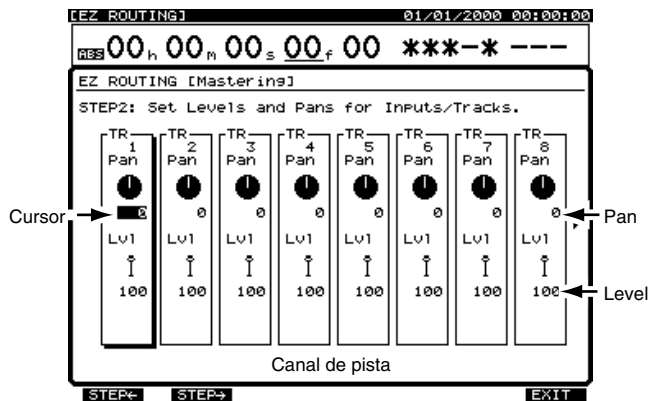 [EZ ROUTING] 01/01/2000 00:00:00
ABS 00h 00m 00s 00f 00 ***-* ---
EZ ROUTING [Mastering]
STEP2: Set Levels and Pans for Inputs/Tracks.
TR TR TR TR TR TR TR TR
1 2 3 4 5 6 7 8
Pan Pan Pan Pan Pan Pan Pan Pan
Cursor 0 0 0 0 0 0 0 0 Pan
Lvl Lvl Lvl Lvl Lvl Lvl Lvl Lvl
100 100 100 100 100 100 100 100 Level
Canal de pista
STEP← STEP→ EXIT